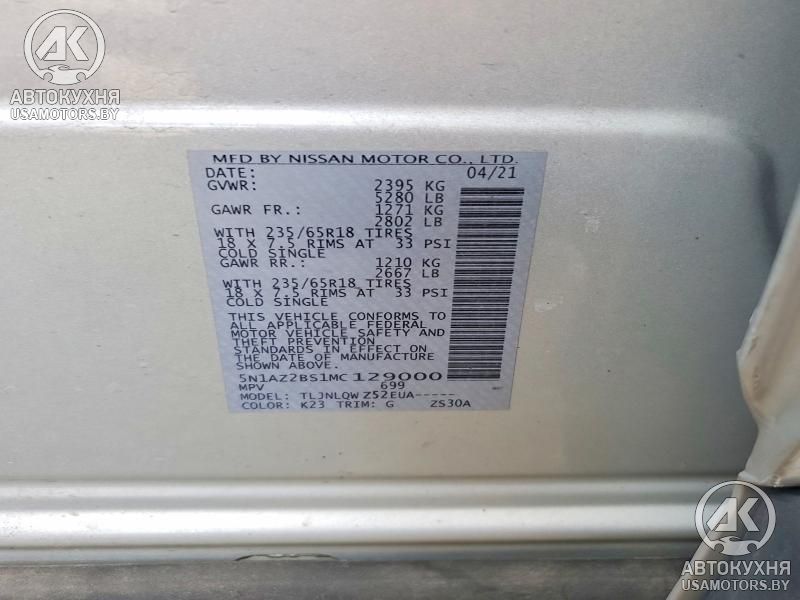 AK
АВТОКУХНЯ
USAMOTORS.BY
MFD BY NISSAN MOTOR CO., LTD.
DATE: 04/21
GVWR: 2395 KG
5280 LB
GAWR FR.: 1271 KG
2802 LB
WITH 235/65R18 TIRES
18 X 7.5 RIMS AT 33 PSI
COLD SINGLE
GAWR RR.: 1210 KG
2667 LB
WITH 235/65R18 TIRES
18 X 7.5 RIMS AT 33 PSI
COLD SINGLE
THIS VEHICLE CONFORMS TO
ALL APPLICABLE FEDERAL
MOTOR VEHICLE SAFETY AND
THEFT PREVENTION
STANDARDS IN EFFECT ON
THE DATE OF MANUFACTURE
SHOWN ABOVE.
5N1AZ2BS1MC129000
MPV 699
MODEL: TLJNLQWZ52EUA-----
COLOR: K23 TRIM: G ZS30A
AK
АВТОКУХНЯ
USAMOTORS.BY